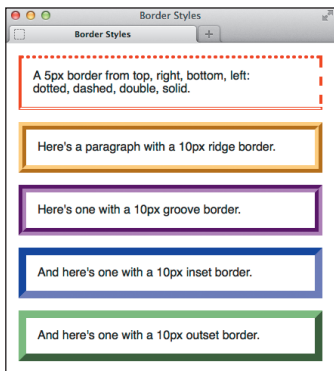 Border Styles
Border Styles
A 5px border from top, right, bottom, left:
dotted, dashed, double, solid.
Here's a paragraph with a 10px ridge border.
Here's one with a 10px groove border.
And here's one with a 10px inset border.
And here's one with a 10px outset border.